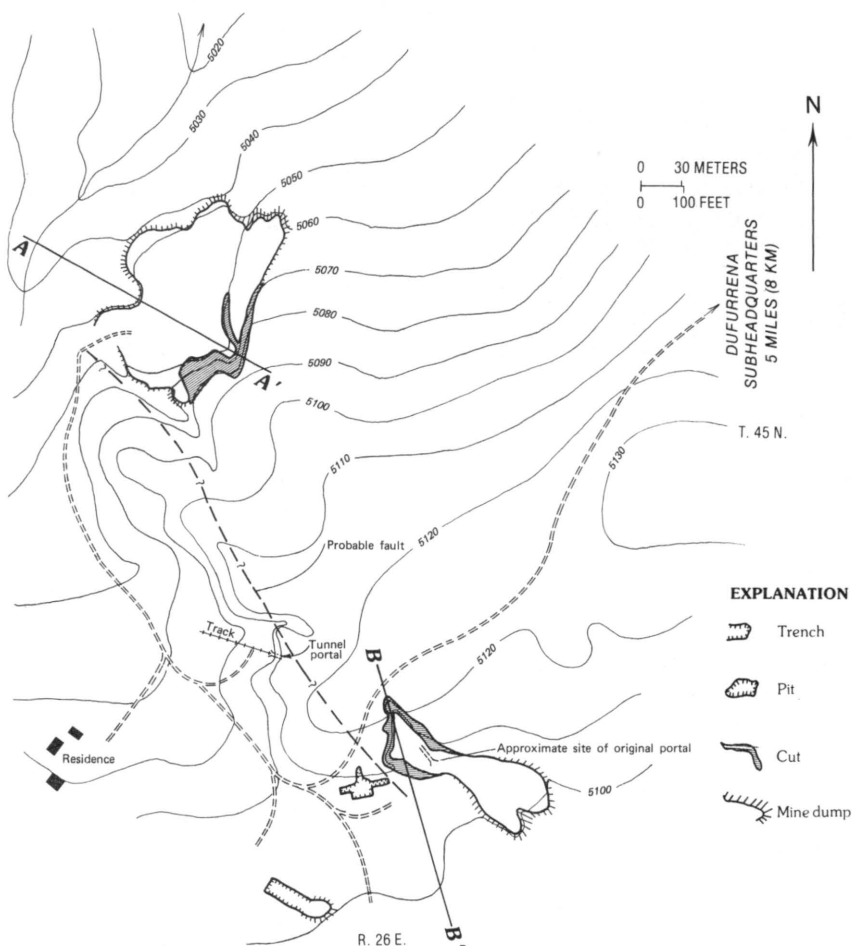 5020
5030
5040
5050
5060
5070
5080
5090
5100
5110
5120
5130
N
0 30 METERS
0 100 FEET
DUFURRENA
SUBHEADQUARTERS
5 MILES (8 KM)
T. 45 N.
A
A'
Probable fault
Track
Tunnel
portal
B
5120
Residence
Approximate site of original portal
5100
R. 26 E.
B
EXPLANATION
Trench
Pit
Cut
Mine dump